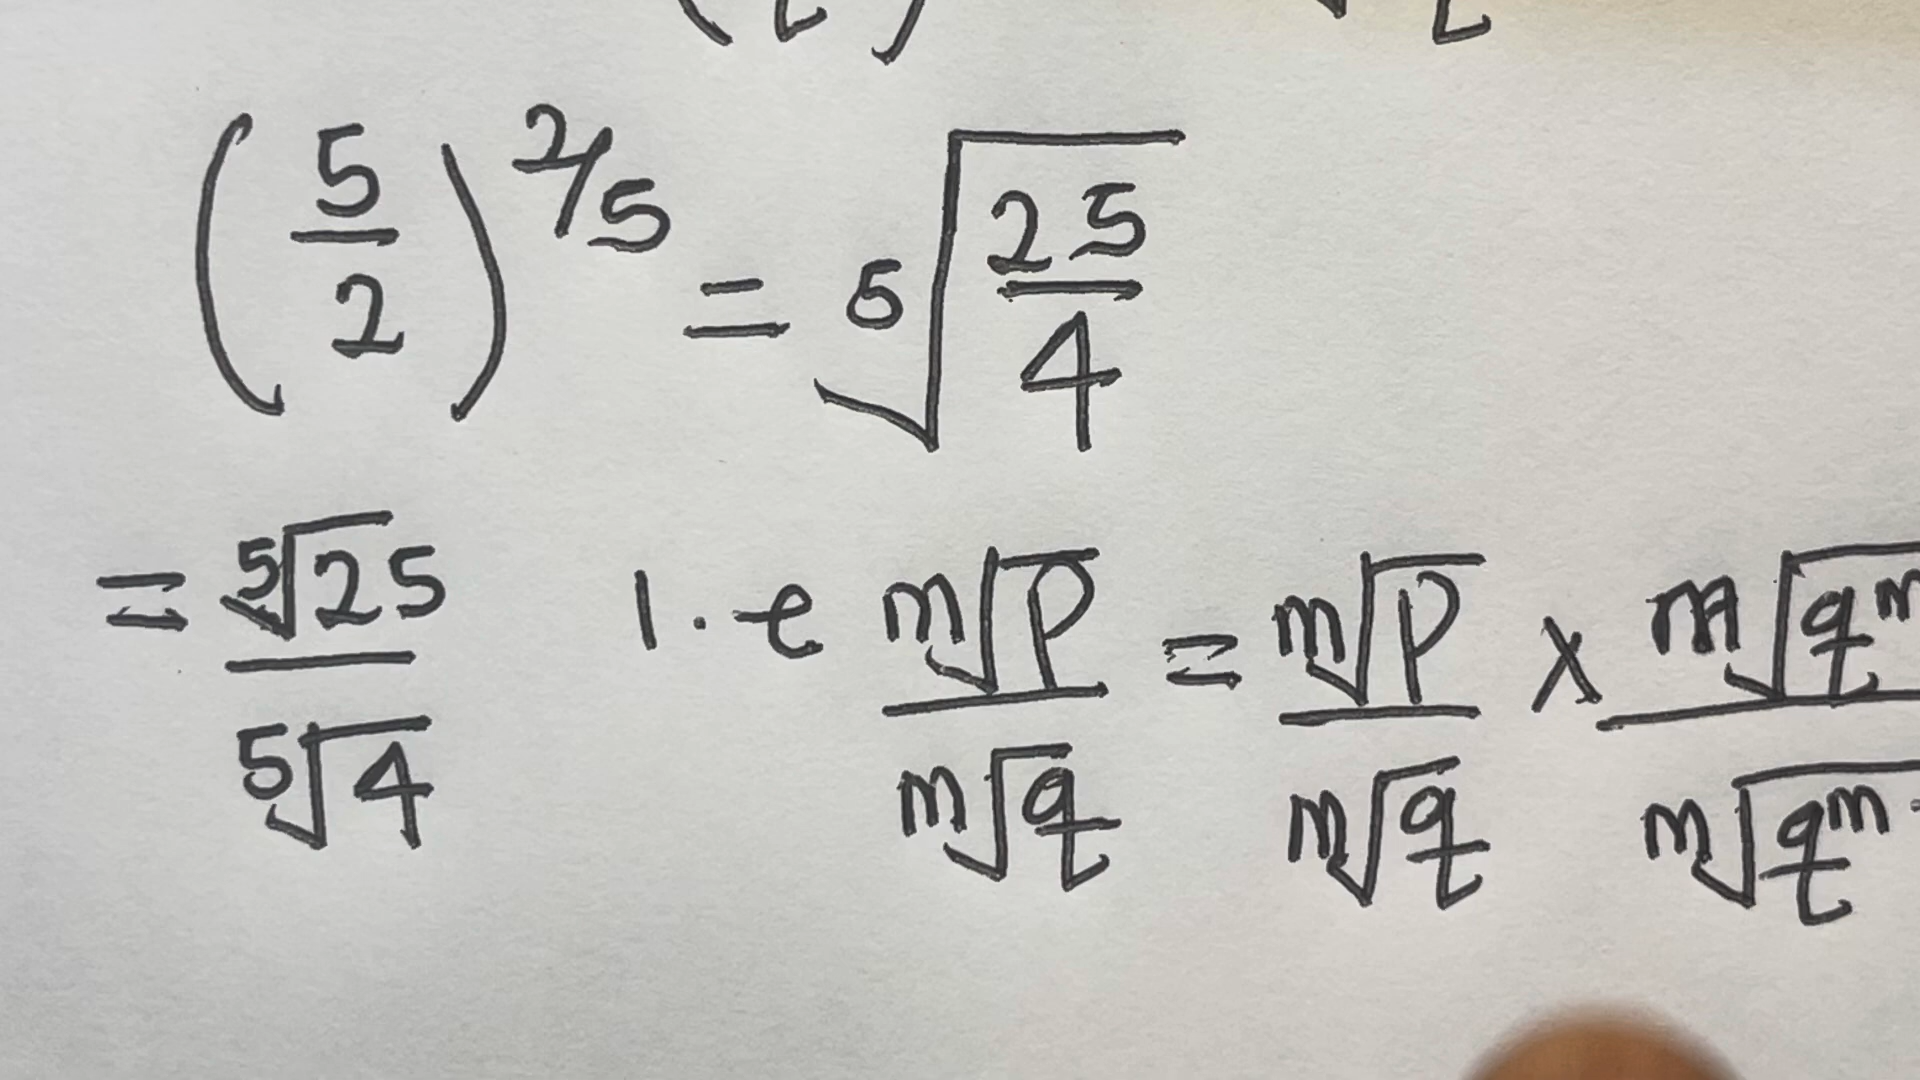 (5/2)^2/5 = ⁵√(25/4)
= ⁵√25 / ⁵√4 i.e ᵐ√p / ᵐ√q = ᵐ√p / ᵐ√q × ᵐ√q^m / ᵐ√q^m-